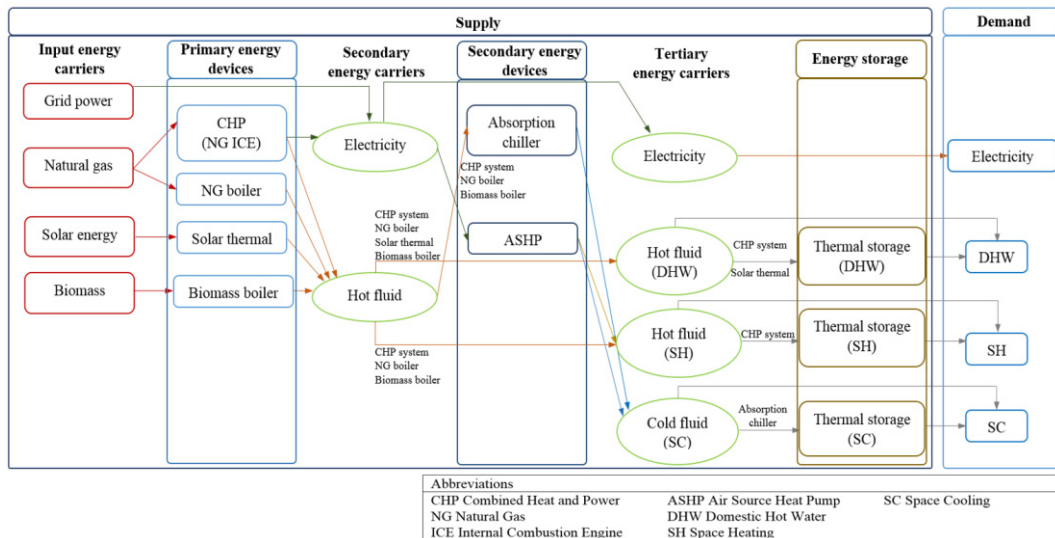 Supply
Demand
Input energy
carriers
Primary energy
devices
Secondary
energy carriers
Secondary energy
devices
Tertiary
energy carriers
Energy storage
Grid power
CHP
(NG ICE)
Absorption
chiller
Electricity
Electricity
Electricity
Natural gas
NG boiler
CHP system
NG boiler
Biomass boiler
CHP system
NG boiler
Solar thermal
Biomass boiler
Solar energy
Solar thermal
ASHP
Hot fluid
(DHW)
CHP system
Solar thermal
Thermal storage
(DHW)
DHW
Biomass
Biomass boiler
Hot fluid
Hot fluid
(SH)
CHP system
Thermal storage
(SH)
SH
CHP system
NG boiler
Biomass boiler
Cold fluid
(SC)
Absorption
chiller
Thermal storage
(SC)
SC
Abbreviations
CHP Combined Heat and Power
ASHP Air Source Heat Pump
SC Space Cooling
NG Natural Gas
DHW Domestic Hot Water
ICE Internal Combustion Engine
SH Space Heating